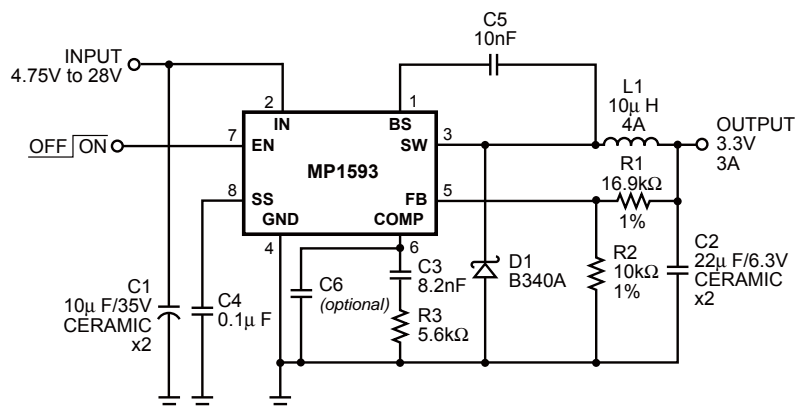 C5
10nF
INPUT
4.75V to 28V
L1
10µ H
4A
2
IN
1
BS
OUTPUT
3.3V
3A
OFF ON
7
EN
SW
3
MP1593
R1
16.9kΩ
1%
8
SS
FB
5
GND
COMP
4
6
C1
10µ F/35V
CERAMIC
x2
C4
0.1µ F
C6
(optional)
C3
8.2nF
R3
5.6kΩ
D1
B340A
R2
10kΩ
1%
C2
22µ F/6.3V
CERAMIC
x2